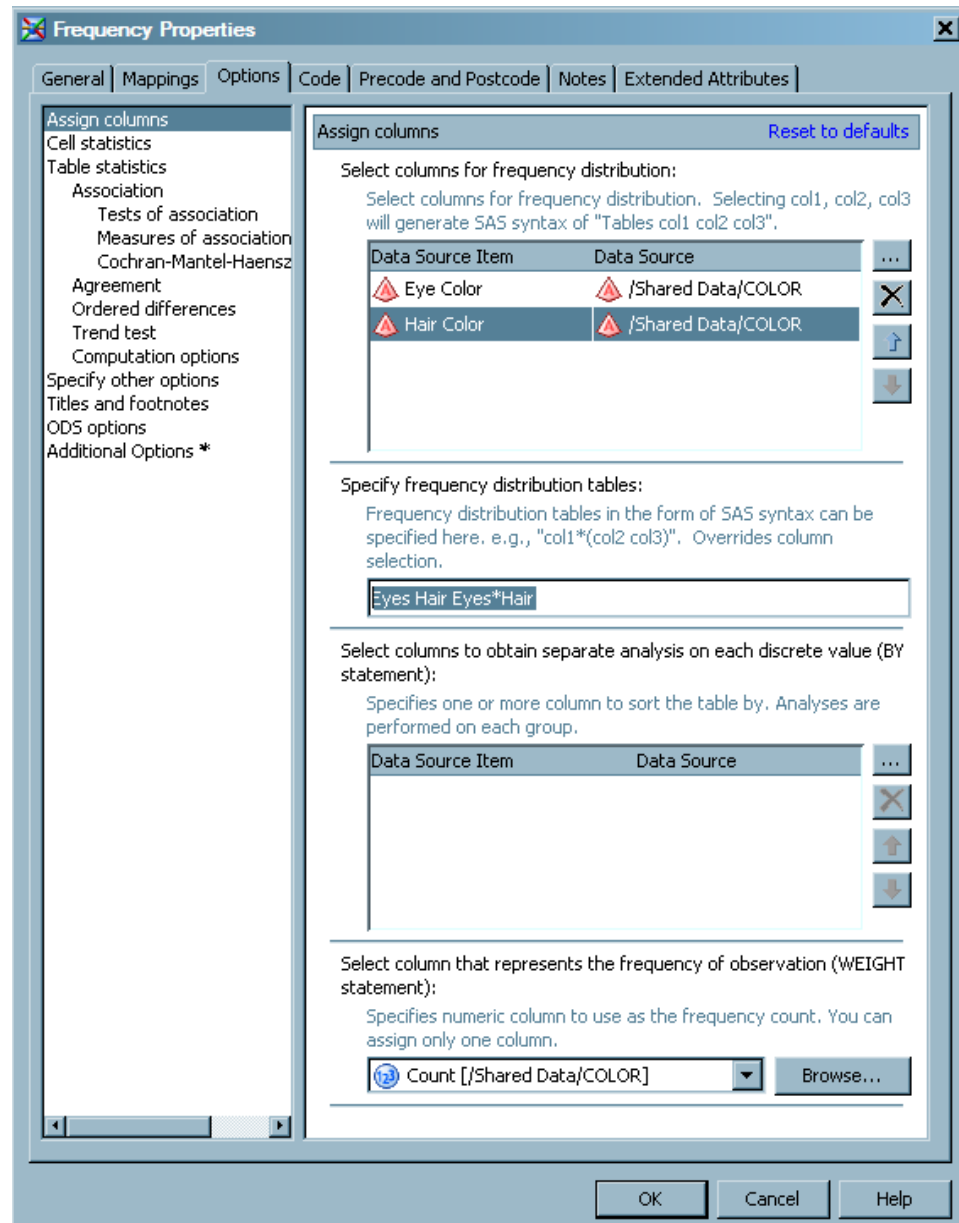 Frequency Properties
General
Mappings
Options
Code
Precode and Postcode
Notes
Extended Attributes
Assign columns
Cell statistics
Table statistics
Association
Tests of association
Measures of association
Cochran-Mantel-Haensz
Agreement
Ordered differences
Trend test
Computation options
Specify other options
Titles and footnotes
ODS options
Additional Options *
Assign columns
Reset to defaults
Select columns for frequency distribution:
Select columns for frequency distribution. Selecting col1, col2, col3
will generate SAS syntax of "Tables col1 col2 col3".
Data Source Item Data Source
...
Eye Color /Shared Data/COLOR
Hair Color /Shared Data/COLOR
Specify frequency distribution tables:
Frequency distribution tables in the form of SAS syntax can be
specified here. e.g., "col1*(col2 col3)". Overrides column
selection.
Eyes Hair Eyes*Hair
Select columns to obtain separate analysis on each discrete value (BY
statement):
Specifies one or more column to sort the table by. Analyses are
performed on each group.
Data Source Item Data Source
...
Select column that represents the frequency of observation (WEIGHT
statement):
Specifies numeric column to use as the frequency count. You can
assign only one column.
123 Count [/Shared Data/COLOR]
Browse...
OK
Cancel
Help